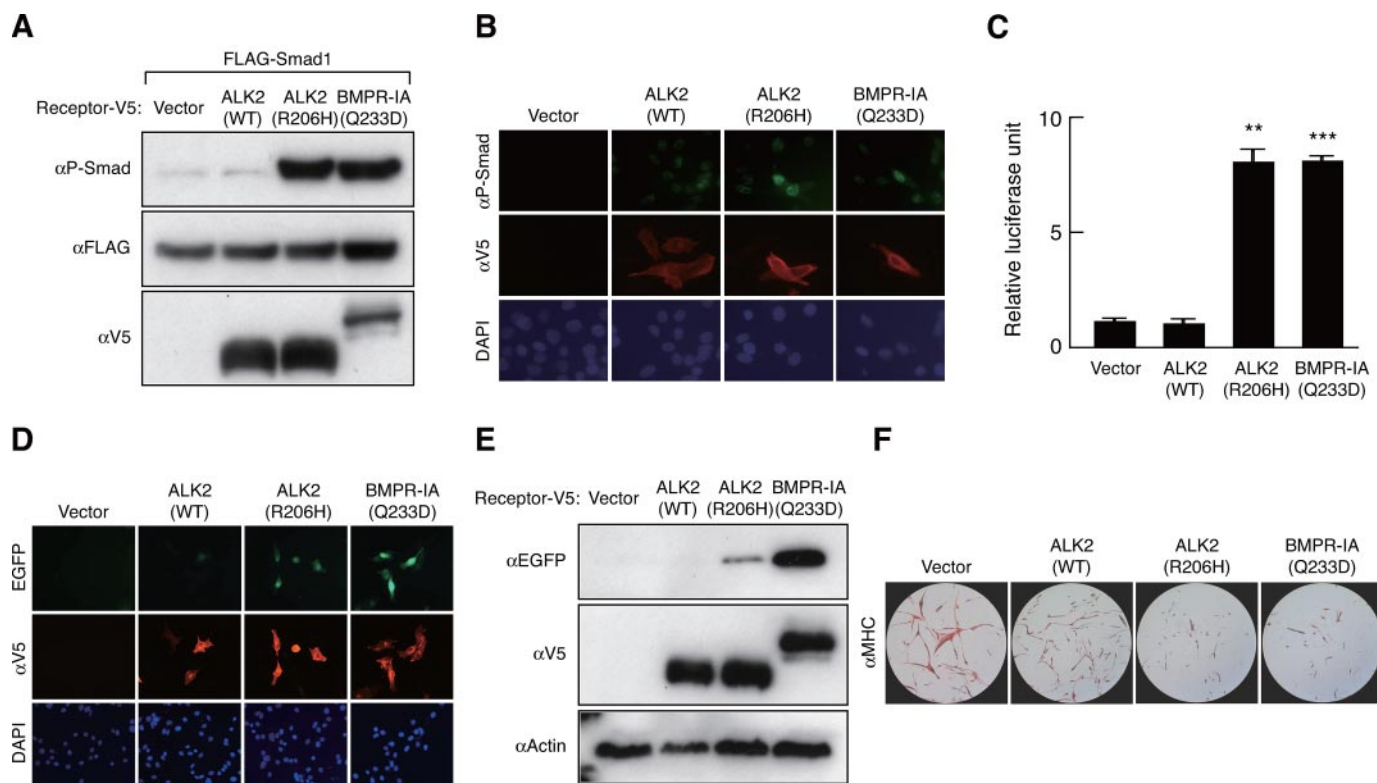 A
FLAG-Smad1
Receptor-V5: Vector ALK2 (WT) ALK2 (R206H) BMPR-IA (Q233D)
αP-Smad
αFLAG
αV5
B
Vector ALK2 (WT) ALK2 (R206H) BMPR-IA (Q233D)
αP-Smad
αV5
DAPI
C
Relative luciferase unit
10
5
0
**
***
Vector ALK2 (WT) ALK2 (R206H) BMPR-IA (Q233D)
D
Vector ALK2 (WT) ALK2 (R206H) BMPR-IA (Q233D)
EGFP
αV5
DAPI
E
Receptor-V5: Vector ALK2 (WT) ALK2 (R206H) BMPR-IA (Q233D)
αEGFP
αV5
αActin
F
Vector ALK2 (WT) ALK2 (R206H) BMPR-IA (Q233D)
αMHC